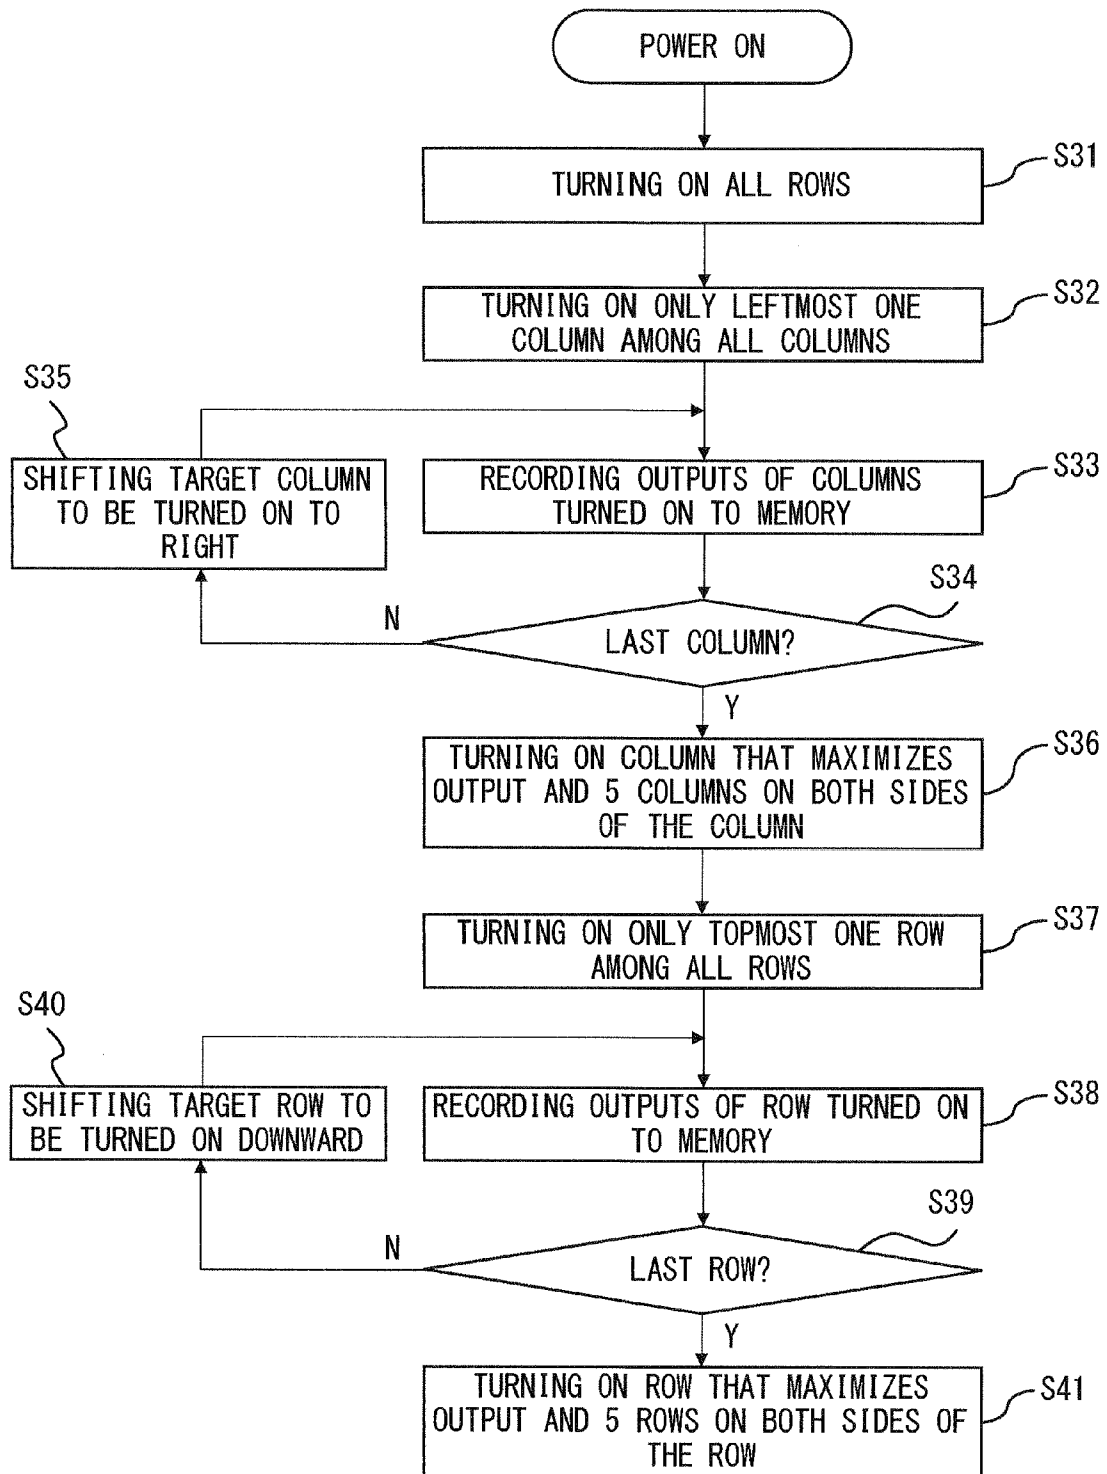 POWER ON
S31
TURNING ON ALL ROWS
S32
TURNING ON ONLY LEFTMOST ONE
COLUMN AMONG ALL COLUMNS
S35
SHIFTING TARGET COLUMN
TO BE TURNED ON TO
RIGHT
S33
RECORDING OUTPUTS OF COLUMNS
TURNED ON TO MEMORY
S34
N
LAST COLUMN?
Y
S36
TURNING ON COLUMN THAT MAXIMIZES
OUTPUT AND 5 COLUMNS ON BOTH SIDES
OF THE COLUMN
S37
TURNING ON ONLY TOPMOST ONE ROW
AMONG ALL ROWS
S40
SHIFTING TARGET ROW TO
BE TURNED ON DOWNWARD
S38
RECORDING OUTPUTS OF ROW TURNED ON
TO MEMORY
S39
N
LAST ROW?
Y
S41
TURNING ON ROW THAT MAXIMIZES
OUTPUT AND 5 ROWS ON BOTH SIDES OF
THE ROW